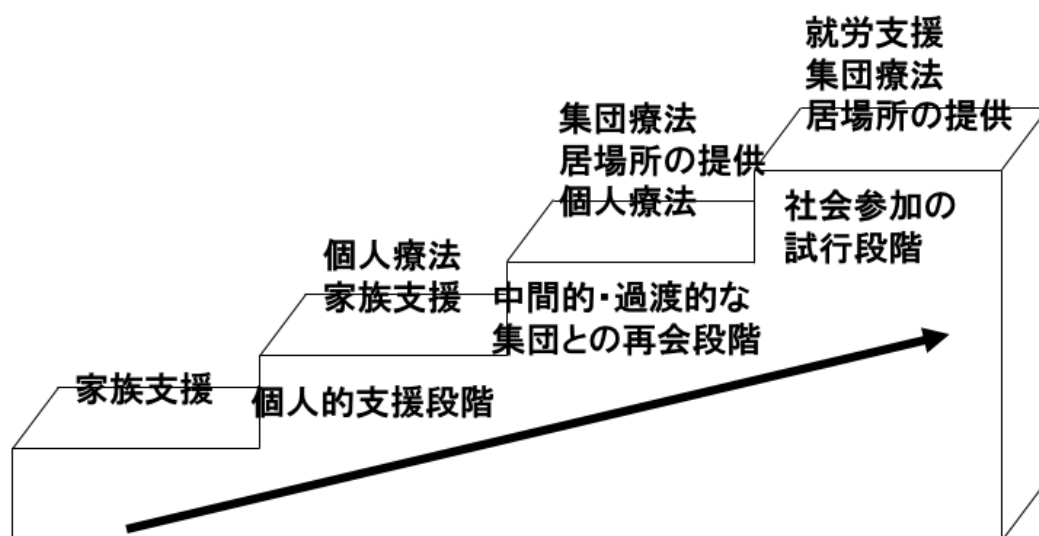 就労支援
集団療法
居場所の提供
集団療法
居場所の提供
個人療法
社会参加の
試行段階
個人療法
家族支援
中間的・過渡的な
集団との再会段階
家族支援
個人的支援段階